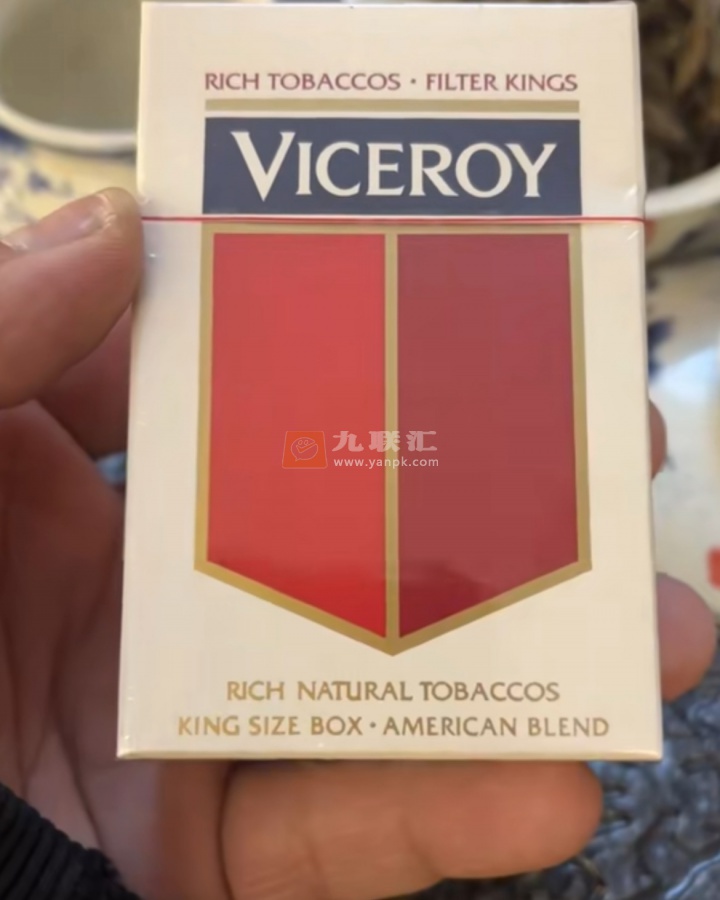 RICH TOBACCOS · FILTER KINGS
VICEROY
九联汇
www.yanpk.com
RICH NATURAL TOBACCOS
KING SIZE BOX · AMERICAN BLEND